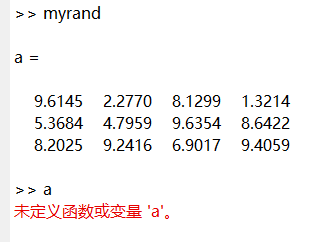 >> myrand
a =
9.6145 2.2770 8.1299 1.3214
5.3684 4.7959 9.6354 8.6422
8.2025 9.2416 6.9017 9.4059
>> a
未定义函数或变量 'a'。